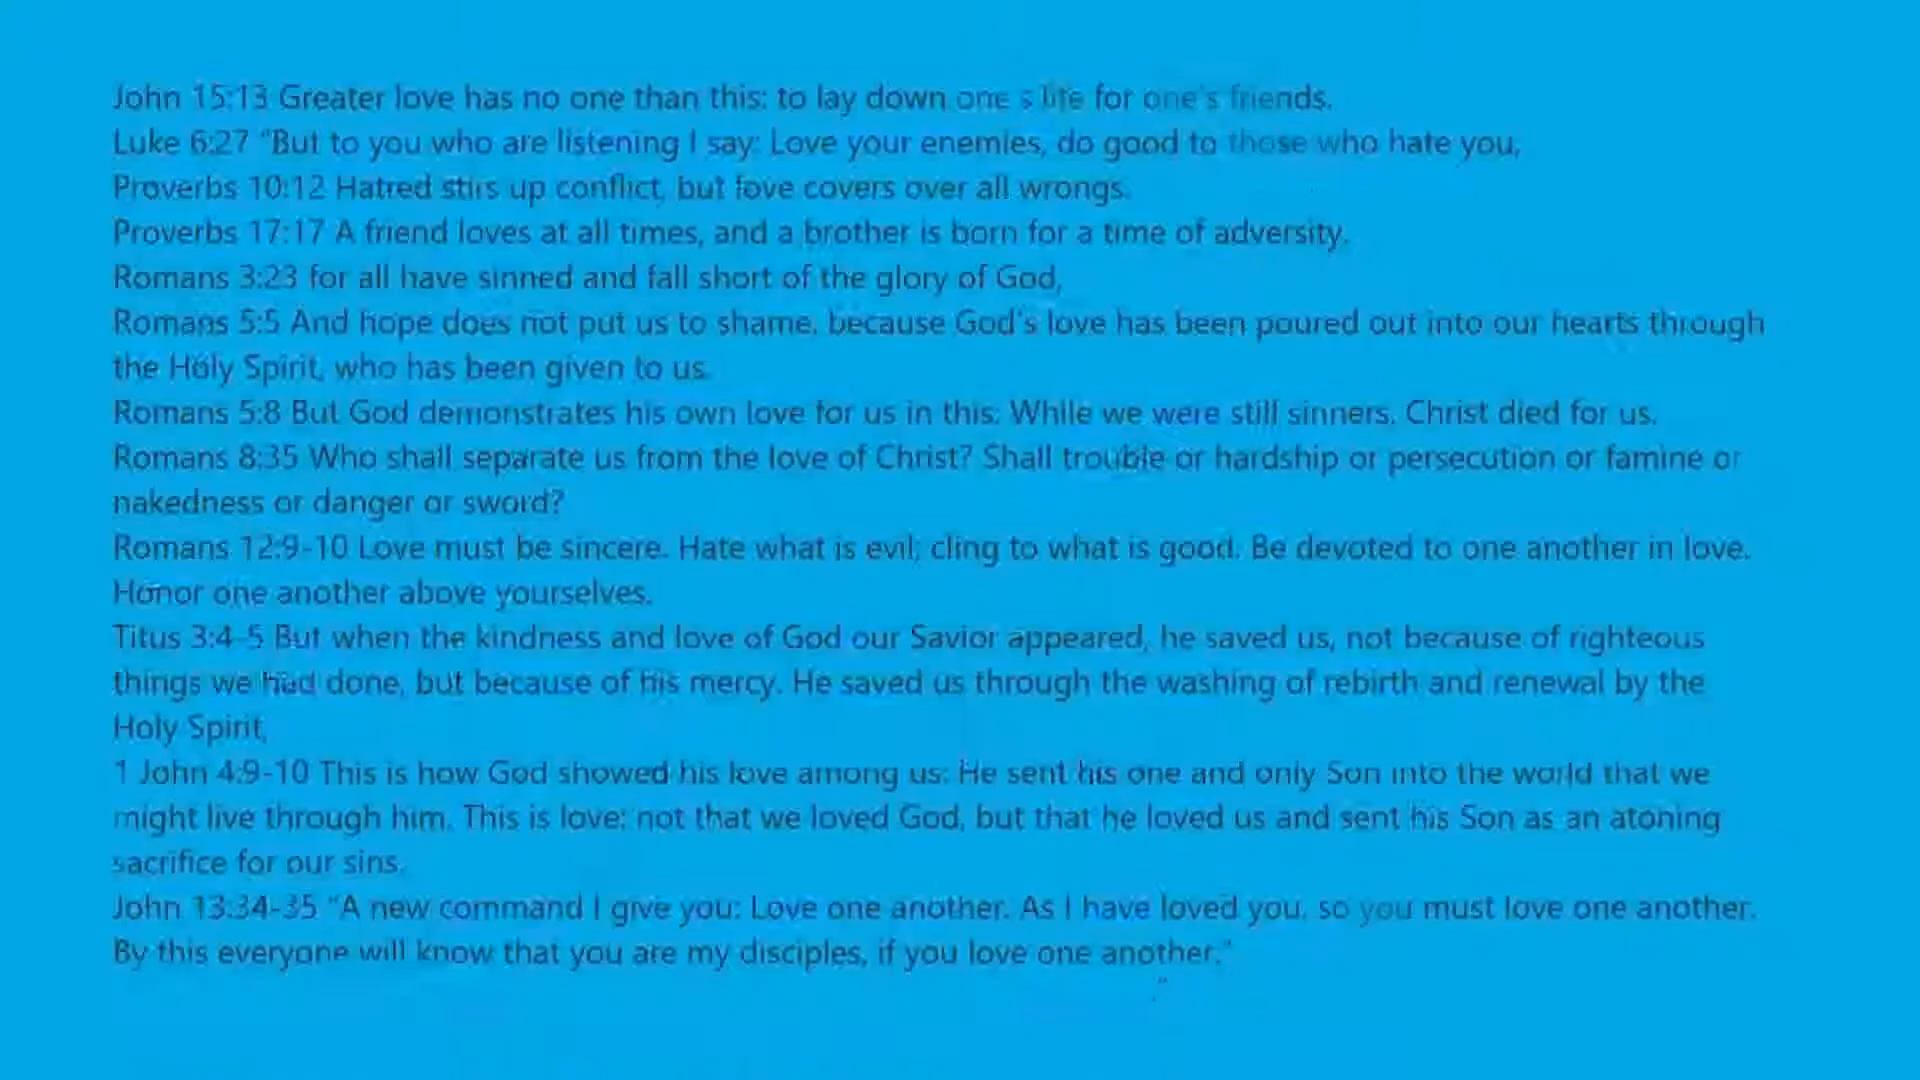 John 15:13 Greater love has no one than this: to lay down one s life for one's friends.
Luke 6:27 "But to you who are listening I say: Love your enemies, do good to those who hate you,
Proverbs 10:12 Hatred stirs up conflict, but love covers over all wrongs.
Proverbs 17:17 A friend loves at all times, and a brother is born for a time of adversity.
Romans 3:23 for all have sinned and fall short of the glory of God,
Romans 5:5 And hope does not put us to shame, because God's love has been poured out into our hearts through
the Holy Spirit, who has been given to us.
Romans 5:8 But God demonstrates his own love for us in this: While we were still sinners, Christ died for us.
Romans 8:35 Who shall separate us from the love of Christ? Shall trouble or hardship or persecution or famine or
nakedness or danger or sword?
Romans 12:9-10 Love must be sincere. Hate what is evil; cling to what is good. Be devoted to one another in love.
Honor one another above yourselves.
Titus 3:4-5 But when the kindness and love of God our Savior appeared, he saved us, not because of righteous
things we had done, but because of his mercy. He saved us through the washing of rebirth and renewal by the
Holy Spirit,
1 John 4:9-10 This is how God showed his love among us: He sent his one and only Son into the world that we
might live through him. This is love: not that we loved God, but that he loved us and sent his Son as an atoning
sacrifice for our sins.
John 13:34-35 "A new command I give you: Love one another. As I have loved you, so you must love one another.
By this everyone will know that you are my disciples, if you love one another."